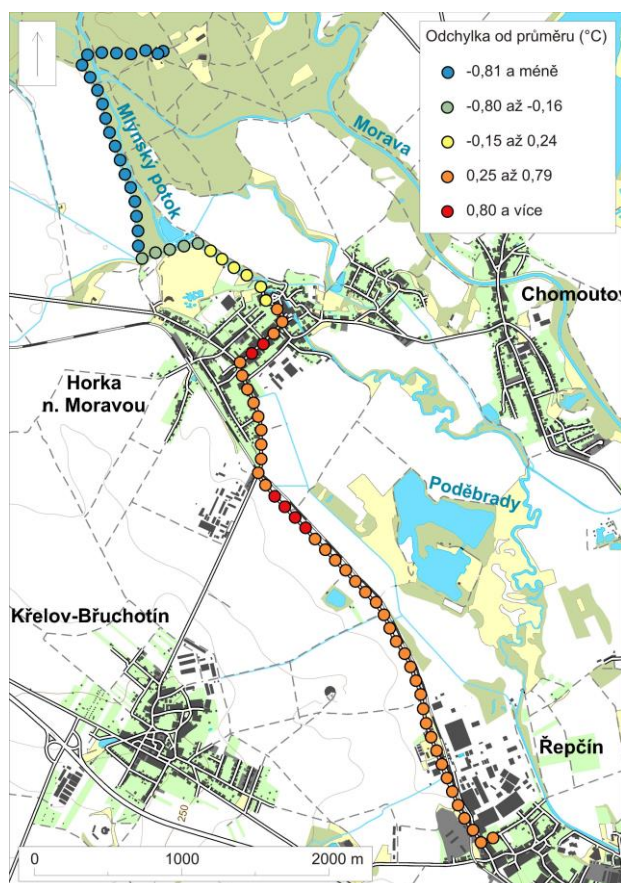 Odchylka od průměru (°C)
-0,81 a méně
-0,80 až -0,16
-0,15 až 0,24
0,25 až 0,79
0,80 a více
Mlýnský potok
Morava
Chomoutov
Horka
n. Moravou
Poděbrady
Křelov-Břuchotín
Řepčín
250
0 1000 2000 m